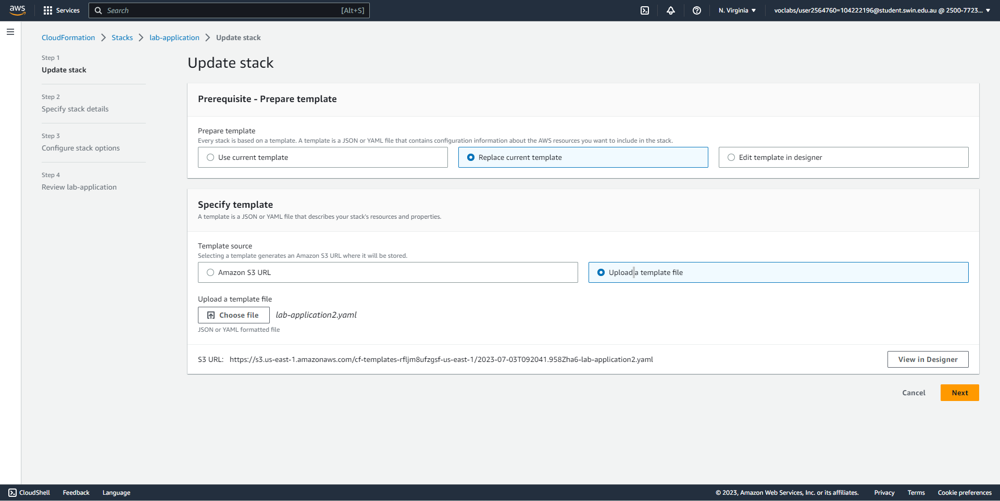 aws
Services
Search
[Alt+S]
N. Virginia
voclabs/user2564760=104222196@student.swin.edu.au @ 2500-7723...
CloudFormation
Stacks
lab-application
Update stack
Step 1
Update stack
Step 2
Specify stack details
Step 3
Configure stack options
Step 4
Review lab-application
Update stack
Prerequisite - Prepare template
Prepare template
Every stack is based on a template. A template is a JSON or YAML file that contains configuration information about the AWS resources you want to include in the stack.
Use current template
Replace current template
Edit template in designer
Specify template
A template is a JSON or YAML file that describes your stack's resources and properties.
Template source
Selecting a template generates an Amazon S3 URL where it will be stored.
Amazon S3 URL
Upload a template file
Upload a template file
Choose file
lab-application2.yaml
JSON or YAML formatted file
S3 URL: https://s3.us-east-1.amazonaws.com/cf-templates-rfljm8ufzgsf-us-east-1/2023-07-03T092041.958Zha6-lab-application2.yaml
View in Designer
Cancel
Next
CloudShell
Feedback
Language
© 2023, Amazon Web Services, Inc. or its affiliates.
Privacy
Terms
Cookie preferences